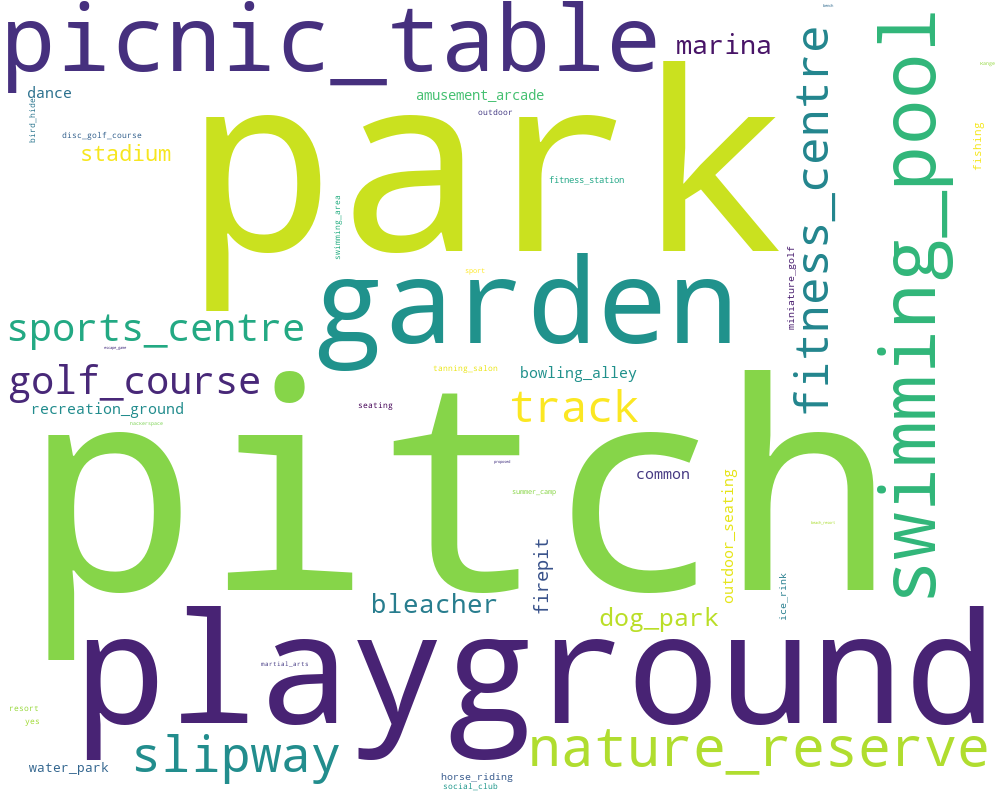 picnic_table
marina
dance
amusement_arcade
outdoor
bird_hide
disc_golf_course
stadium
park
fitness_station
swimming_area
fitness_centre
swimming_pool
fishing
miniature_golf
garden
sport
sports_centre
escape_game
golf_course
tanning_salon
bowling_alley
recreation_ground
seating
track
pitch
common
summer_camp
outdoor_seating
firepit
ice_rink
bleacher
dog_park
playground
martial_arts
resort
yes
slipway
nature_reserve
water_park
horse_riding
social_club